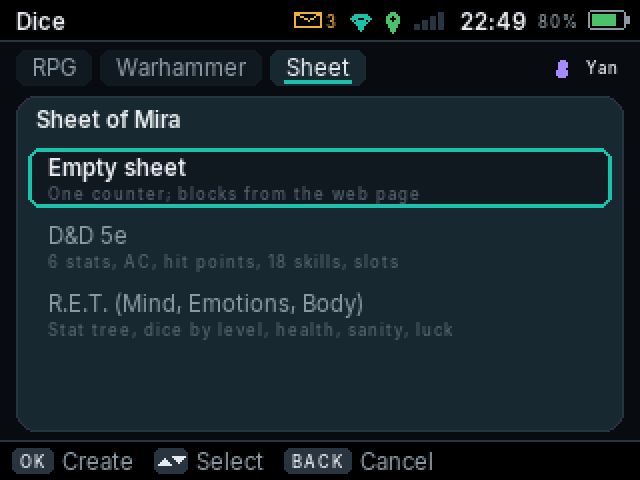 Dice 3 22:49 80%
RPG Warhammer Sheet Yan
Sheet of Mira
Empty sheet
One counter; blocks from the web page
D&D 5e
6 stats, AC, hit points, 18 skills, slots
R.E.T. (Mind, Emotions, Body)
Stat tree, dice by level, health, sanity, luck
OK Create Select BACK Cancel